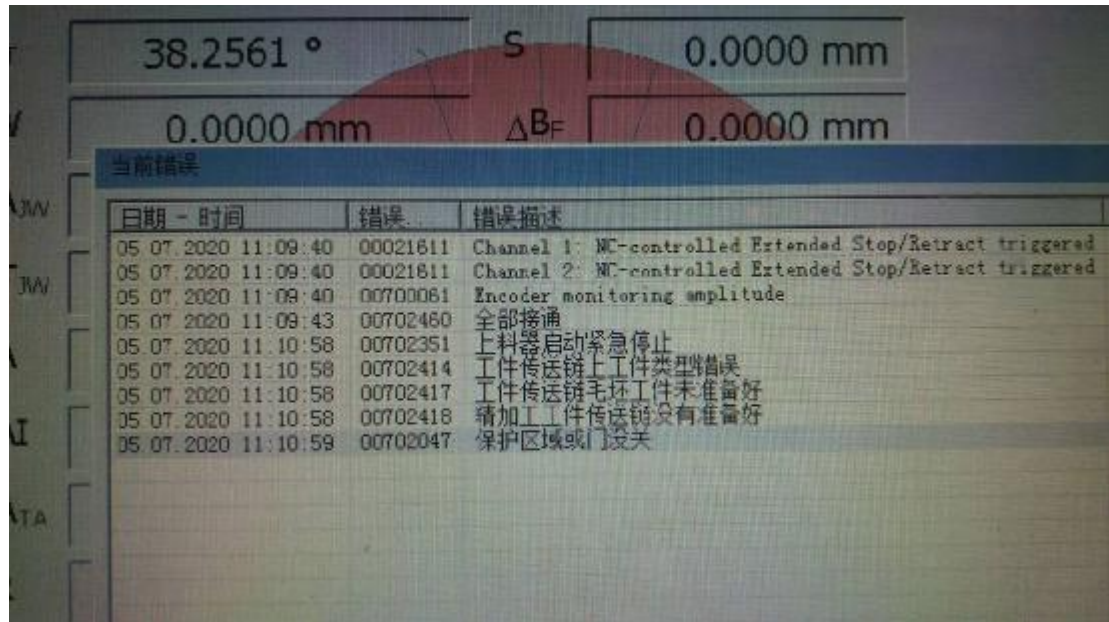 38.2561 ° S 0.0000 mm
0.0000 mm ΔBF 0.0000 mm
当前错误
JW
日期 - 时间 错误... 错误描述
05 07 2020 11:09:40 00021611 Channel 1: NC-controlled Extended Stop/Retract triggered
05 07 2020 11:09:40 00021611 Channel 2: NC-controlled Extended Stop/Retract triggered
JW
05 07 2020 11:09:40 00700061 Encoder monitoring amplitude
05 07 2020 11:09:43 00702460 全部接通
05 07 2020 11:10:58 00702351 上料器启动紧急停止
05 07 2020 11:10:58 00702414 工件传送链上工件类型错误
05 07 2020 11:10:58 00702417 工件传送链毛坯工件未准备好
05 07 2020 11:10:58 00702418 精加工工件传送链没有准备好
05 07 2020 11:10:59 00702047 保护区域或门没关
TA